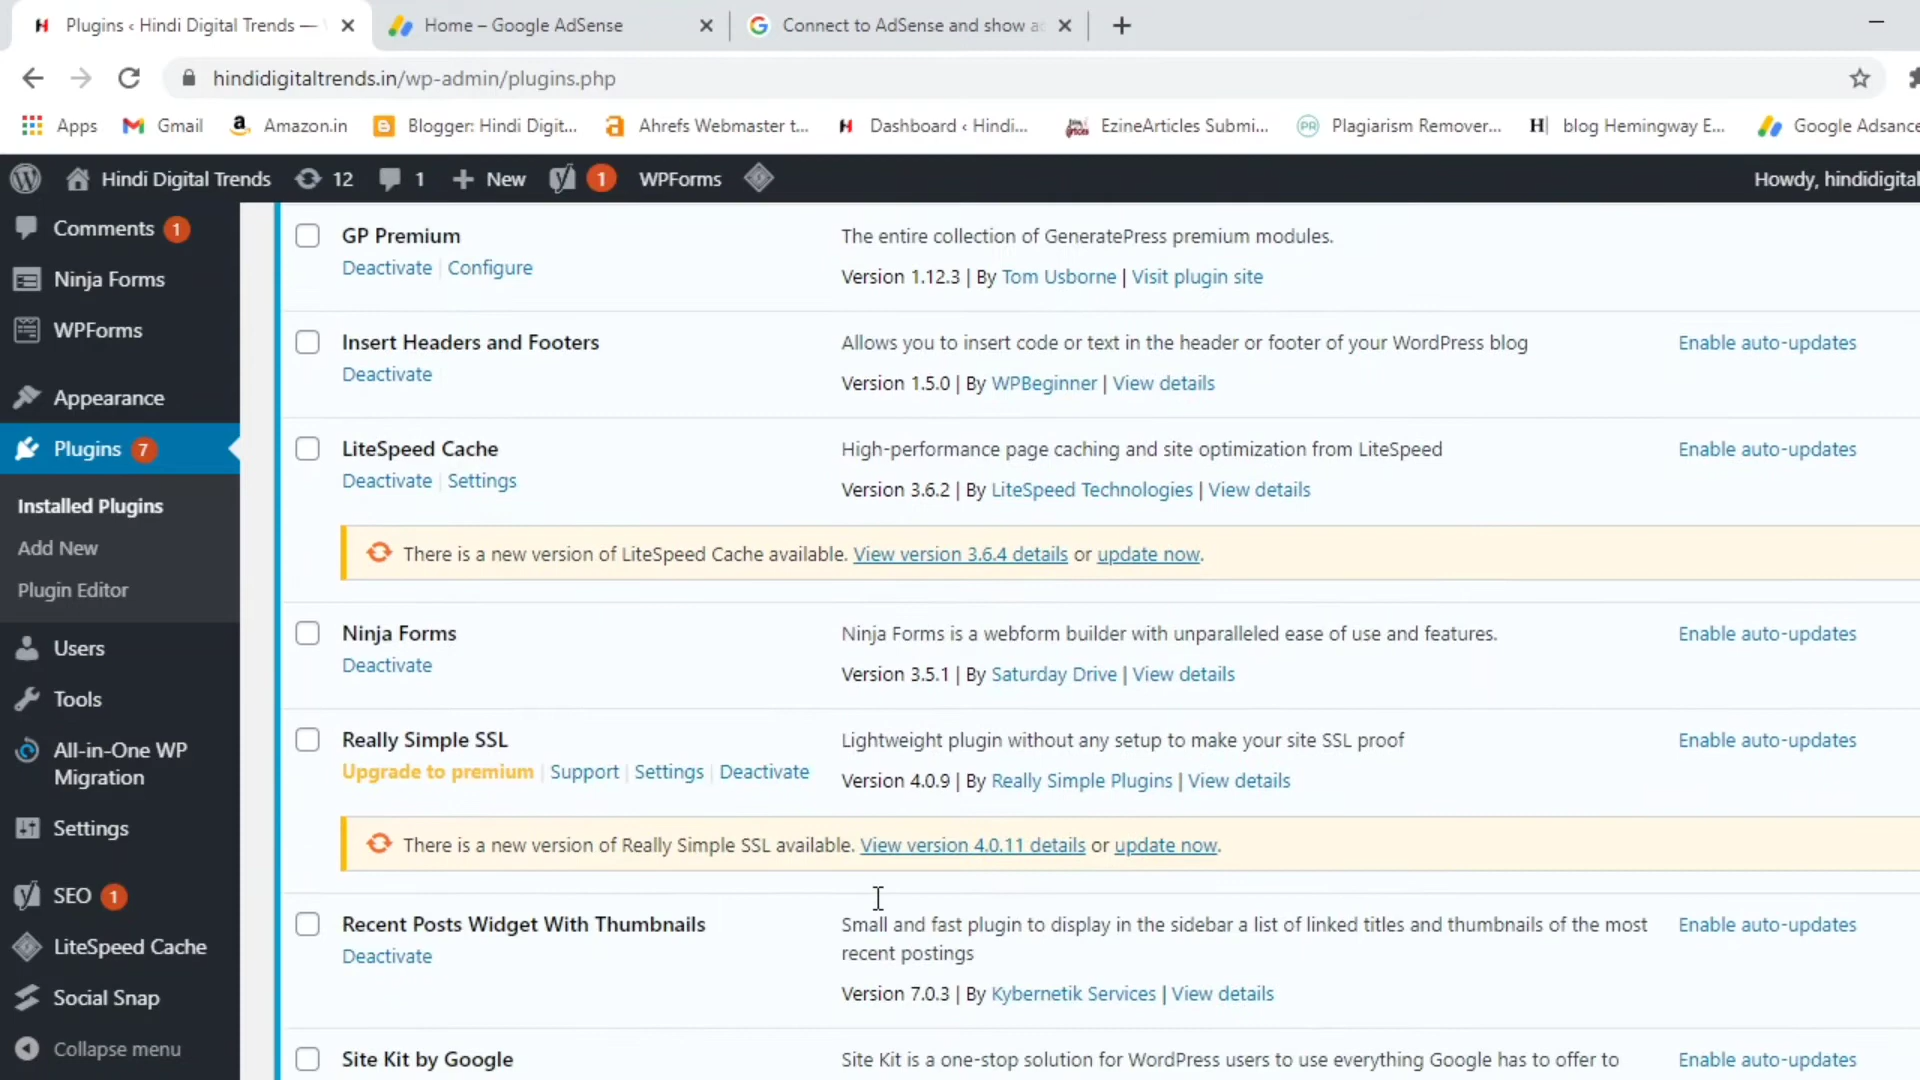 Plugins ‹ Hindi Digital Trends —
Home – Google AdSense
Connect to AdSense and show a
hindidigitaltrends.in/wp-admin/plugins.php
Apps
Gmail
Amazon.in
Blogger: Hindi Digit...
Ahrefs Webmaster t...
Dashboard ‹ Hindi...
EzineArticles Submi...
PR
Plagiarism Remover...
blog Hemingway E...
Google Adsance
Hindi Digital Trends
12
1
New
1
WPForms
Howdy, hindidigital
Comments 1
Ninja Forms
WPForms
Appearance
Plugins 7
Installed Plugins
Add New
Plugin Editor
Users
Tools
All-in-One WP
Migration
Settings
SEO 1
LiteSpeed Cache
Social Snap
Collapse menu
GP Premium
Deactivate | Configure
The entire collection of GeneratePress premium modules.
Version 1.12.3 | By Tom Usborne | Visit plugin site
Insert Headers and Footers
Deactivate
Allows you to insert code or text in the header or footer of your WordPress blog
Version 1.5.0 | By WPBeginner | View details
Enable auto-updates
LiteSpeed Cache
Deactivate | Settings
High-performance page caching and site optimization from LiteSpeed
Version 3.6.2 | By LiteSpeed Technologies | View details
Enable auto-updates
There is a new version of LiteSpeed Cache available. View version 3.6.4 details or update now.
Ninja Forms
Deactivate
Ninja Forms is a webform builder with unparalleled ease of use and features.
Version 3.5.1 | By Saturday Drive | View details
Enable auto-updates
Really Simple SSL
Upgrade to premium | Support | Settings | Deactivate
Lightweight plugin without any setup to make your site SSL proof
Version 4.0.9 | By Really Simple Plugins | View details
Enable auto-updates
There is a new version of Really Simple SSL available. View version 4.0.11 details or update now.
Recent Posts Widget With Thumbnails
Deactivate
Small and fast plugin to display in the sidebar a list of linked titles and thumbnails of the most
recent postings
Version 7.0.3 | By Kybernetik Services | View details
Enable auto-updates
Site Kit by Google
Site Kit is a one-stop solution for WordPress users to use everything Google has to offer to
Enable auto-updates